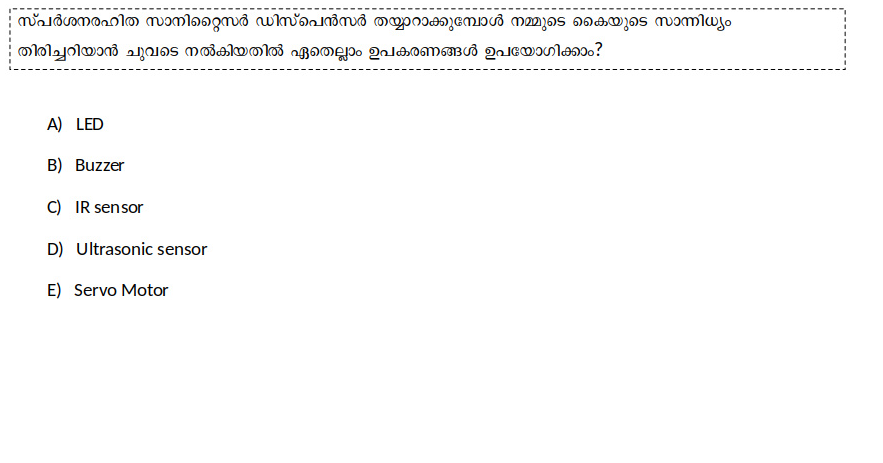 സ്പർശനരഹിത സാനിറ്റൈസർ ഡിസ്പെൻസർ തയ്യാറാക്കുമ്പോൾ നമ്മുടെ കൈയുടെ സാന്നിധ്യം
തിരിച്ചറിയാൻ ചുവടെ നൽകിയതിൽ ഏതെല്ലാം ഉപകരണങ്ങൾ ഉപയോഗിക്കാം?
A) LED
B) Buzzer
C) IR sensor
D) Ultrasonic sensor
E) Servo Motor